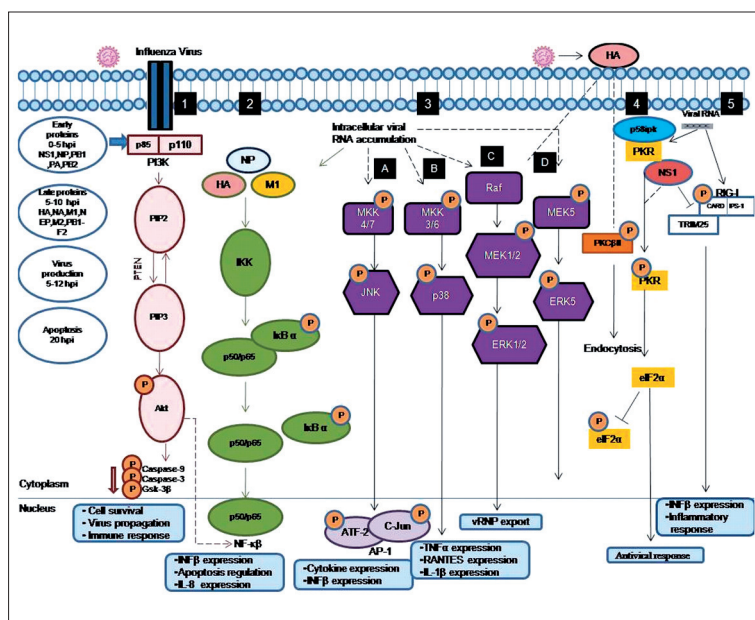 Influenza Virus
HA
1
2
3
4
5
Early
proteins
0-5 hpi
NS1,NP,PB1
,PA,PB2
p85
p110
PI3K
Late proteins
5-10 hpi
HA,NA,M1,N
EP,M2,PB1-
F2
Virus
production
5-12 hpi
Apoptosis
20 hpi
PIP2
PTEN
PIP3
P
Akt
P
P
P
Caspase-9
Caspase-3
Gsk-3β
Cytoplasm
Nucleus
- Cell survival
- Virus propagation
- Immune response
NP
HA
M1
IKK
IκB α
P
p50/p65
IκB α
P
p50/p65
p50/p65
NF-κβ
-INFβ expression
- Apoptosis regulation
- IL-8 expression
Intracellular viral
RNA accumulation
A
B
C
D
P
MKK
4/7
P
JNK
P
MKK
3/6
P
p38
Raf
P
MEK1/2
P
ERK1/2
P
MEK5
P
ERK5
P
P
ATF-2
C-Jun
AP-1
- Cytokine expression
- INFβ expression
-TNFα expression
- RANTES expression
- IL-1β expression
vRNP export
P
PKCβII
Endocytosis
p58ipk
PKR
Viral RNA
NS1
P
RIG-I
CARD
IPS-1
TRIM25
P
PKR
eIF2α
P
eIF2α
Antiviral response
-INFβ expression
- Inflammatory
response